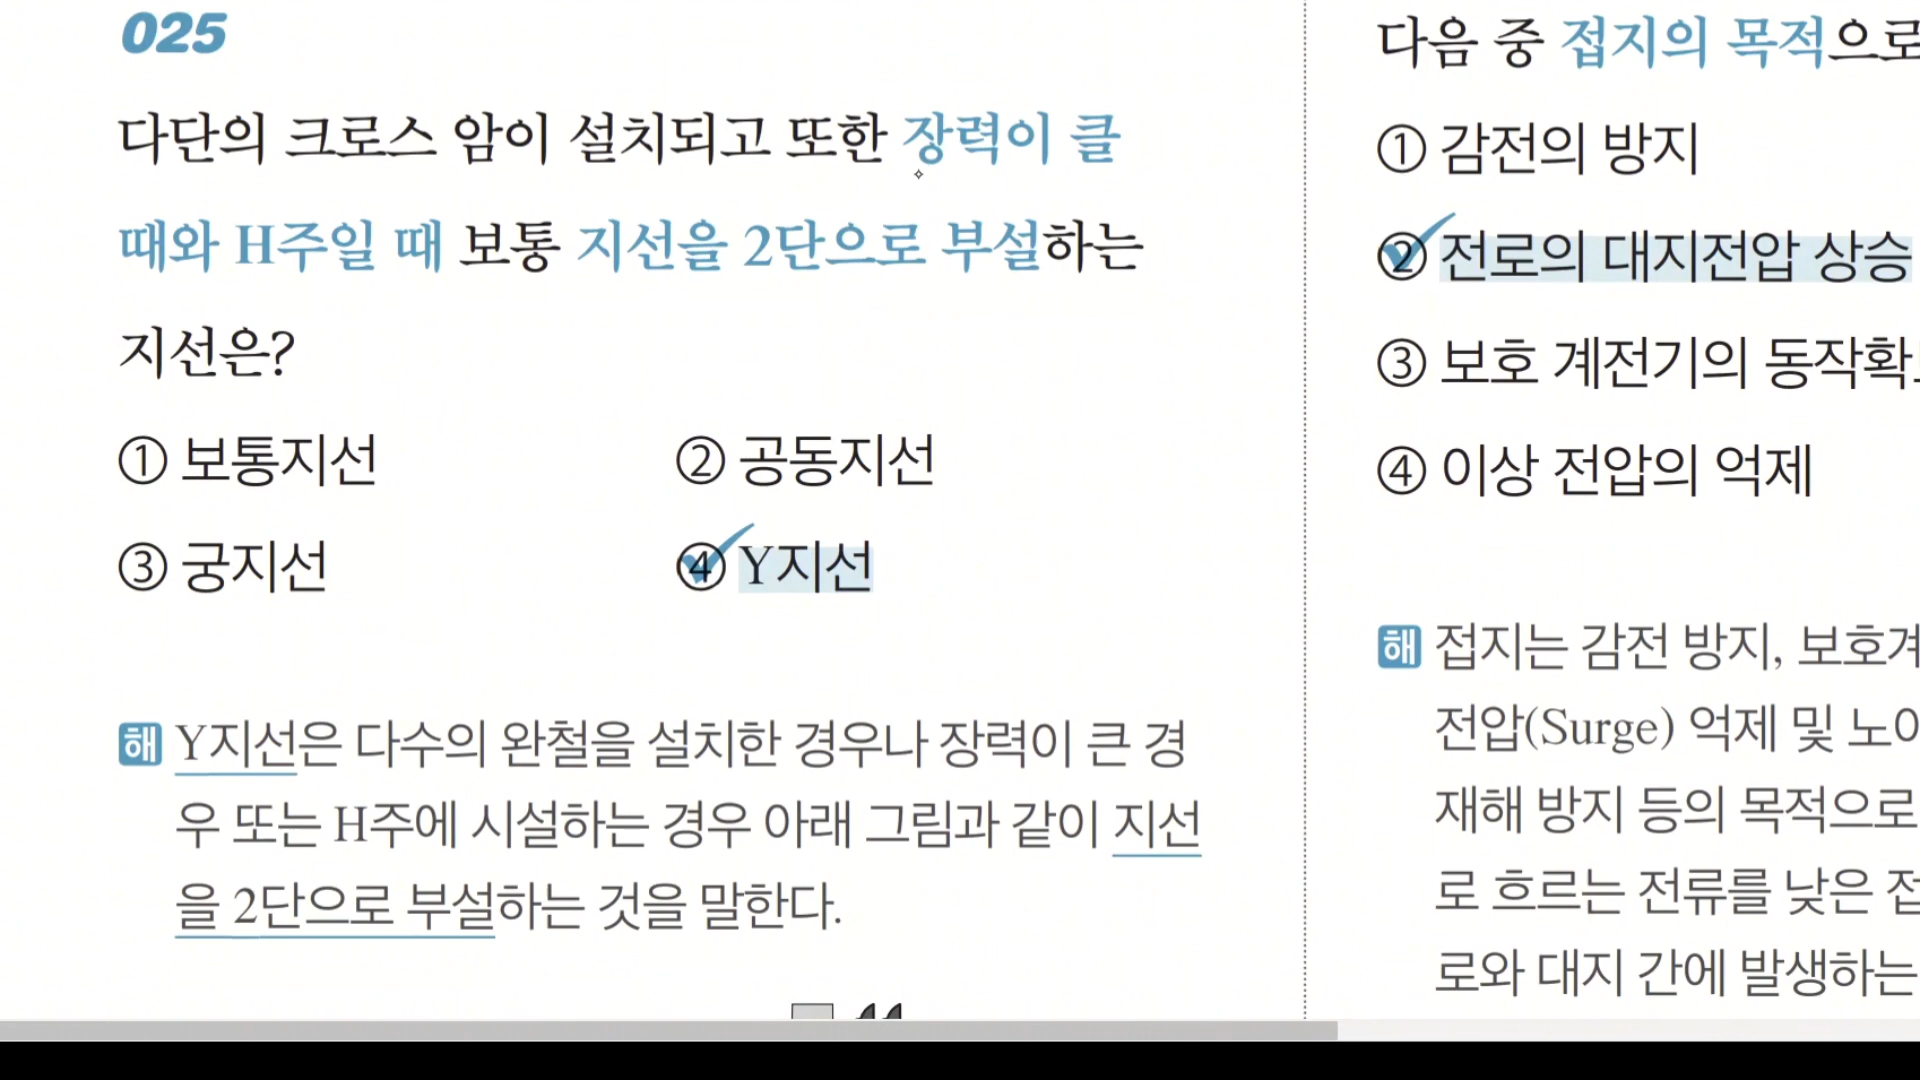 025
다단의 크로스 암이 설치되고 또한 장력이 클
때와 H주일 때 보통 지선을 2단으로 부설하는
지선은?
① 보통지선 ② 공동지선
③ 궁지선 ④ Y지선
해 Y지선은 다수의 완철을 설치한 경우나 장력이 큰 경
우 또는 H주에 시설하는 경우 아래 그림과 같이 지선
을 2단으로 부설하는 것을 말한다.
다음 중 접지의 목적으로
① 감전의 방지
② 전로의 대지전압 상승
③ 보호 계전기의 동작확
④ 이상 전압의 억제
해 접지는 감전 방지, 보호계
전압(Surge) 억제 및 노이
재해 방지 등의 목적으로
로 흐르는 전류를 낮은 접
로와 대지 간에 발생하는